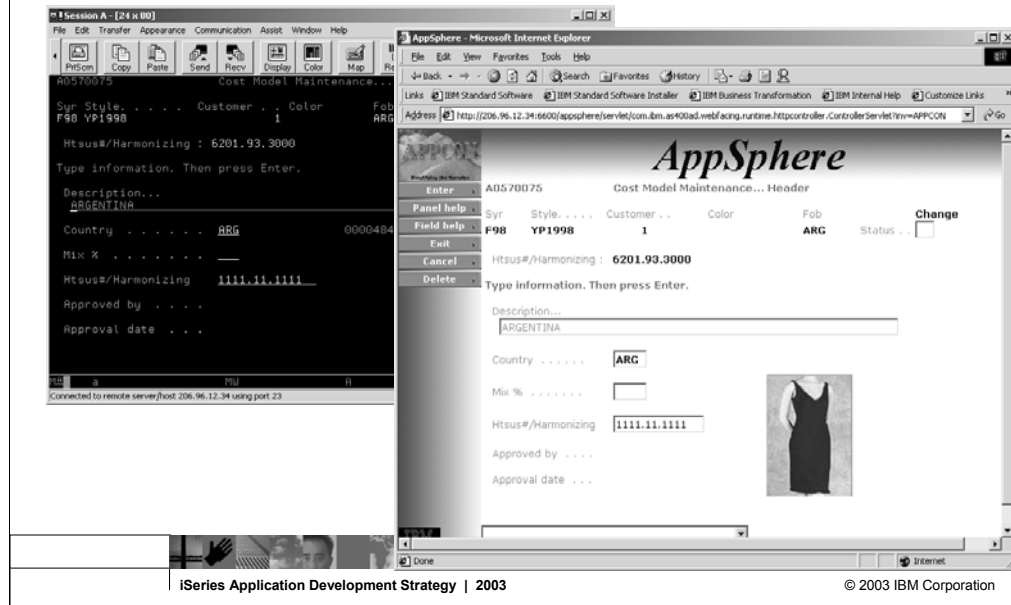 Session A - [24 x 80]
File Edit Transfer Appearance Communication Assist Window Help
PrtScrn Copy Paste Send Recv Display Color Map
A0570075 Cost Model Maintenance...
Syr Style. . . . . Customer . . Color Fob
F98 YP1998 1 ARG
Htsus#/Harmonizing : 6201.93.3000
Type information. Then press Enter.
Description...
ARGENTINA
Country . . . . . . ARG 0000484
Mix % . . . . . . .
Htsus#/Harmonizing 1111.11.1111
Approved by . . . .
Approval date . . .
MA a MW A
Connected to remote server/host 206.96.12.34 using port 23
AppSphere - Microsoft Internet Explorer
File Edit View Favorites Tools Help
Back Search Favorites History
Links IBM Standard Software IBM Standard Software Installer IBM Business Transformation IBM Internal Help Customize Links
Address http://206.96.12.34:6600/appsphere/servlet/com.ibm.as400ad.webfacing.runtime.httpcontroller.ControllerServlet?inv=APPCON Go
APPCON
AppSphere
Enter
Panel help
Field help
Exit
Cancel
Delete
A0570075 Cost Model Maintenance... Header
Syr Style. . . . . Customer . . Color Fob Change
F98 YP1998 1 ARG Status . .
Htsus#/Harmonizing : 6201.93.3000
Type information. Then press Enter.
Description...
ARGENTINA
Country . . . . . . ARG
Mix % . . . . . . .
Htsus#/Harmonizing 1111.11.1111
Approved by . . . .
Approval date . . .
IBM
Done Internet
iSeries Application Development Strategy | 2003
© 2003 IBM Corporation